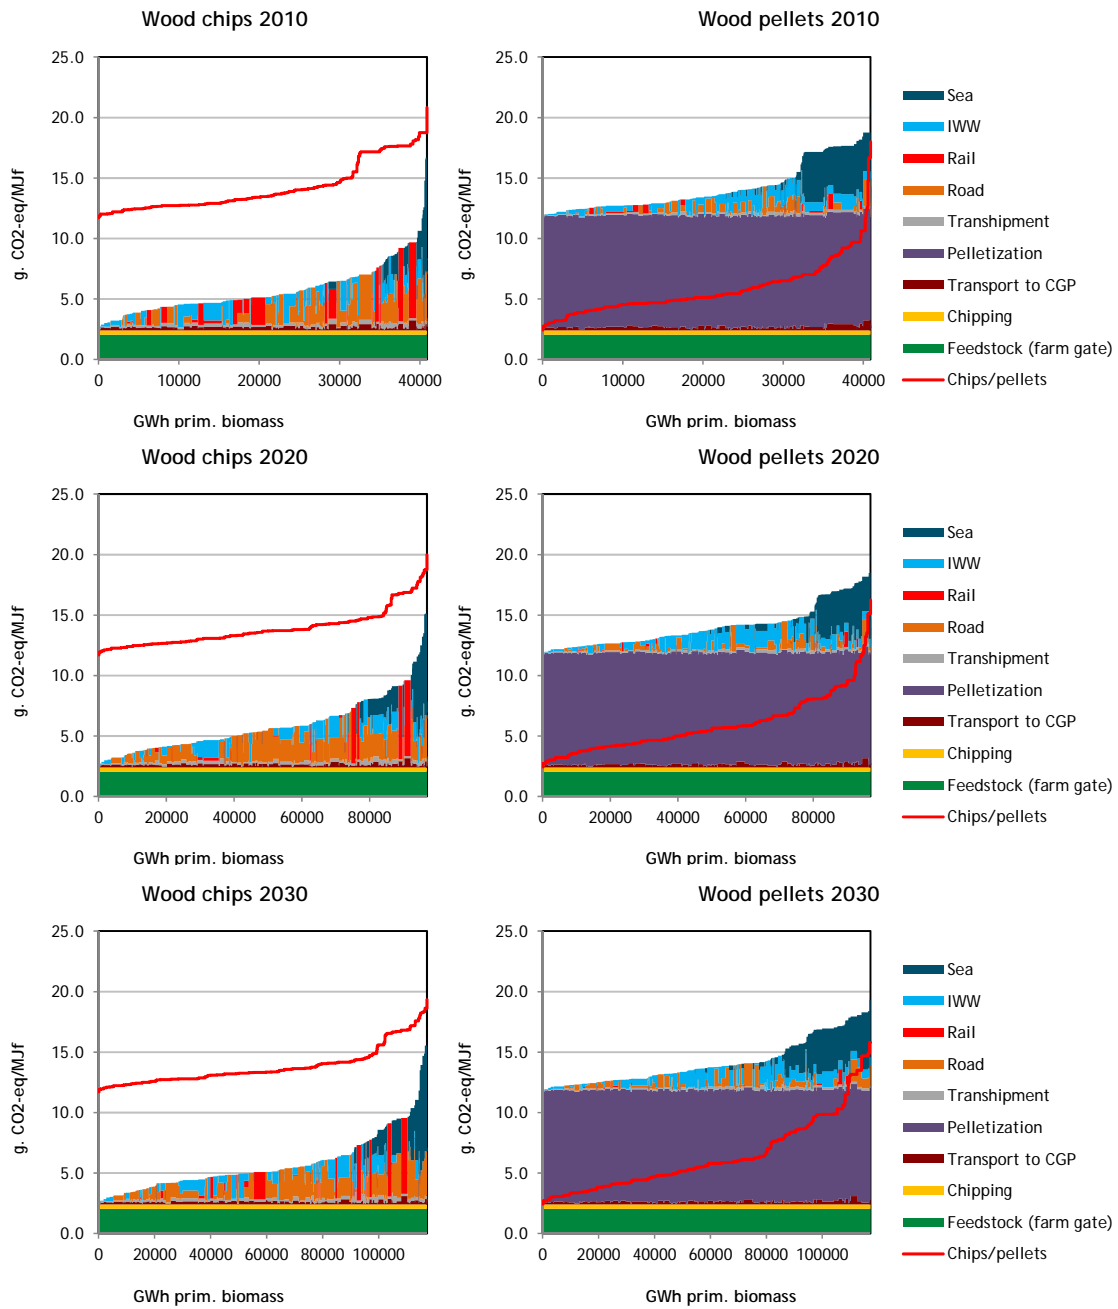 Wood chips 2010
Wood pellets 2010
g. CO2-eq/MJf
25.0
20.0
15.0
10.0
5.0
0.0
0 10000 20000 30000 40000
GWh prim. biomass
25.0
20.0
15.0
10.0
5.0
0.0
0 10000 20000 30000 40000
GWh prim. biomass
Sea
IWW
Rail
Road
Transhipment
Pelletization
Transport to CGP
Chipping
Feedstock (farm gate)
Chips/pellets
Wood chips 2020
Wood pellets 2020
g. CO2-eq/MJf
25.0
20.0
15.0
10.0
5.0
0.0
0 20000 40000 60000 80000
GWh prim. biomass
25.0
20.0
15.0
10.0
5.0
0.0
0 20000 40000 60000 80000
GWh prim. biomass
Sea
IWW
Rail
Road
Transhipment
Pelletization
Transport to CGP
Chipping
Feedstock (farm gate)
Chips/pellets
Wood chips 2030
Wood pellets 2030
g. CO2-eq/MJf
25.0
20.0
15.0
10.0
5.0
0.0
0 20000 40000 60000 80000 100000
GWh prim. biomass
25.0
20.0
15.0
10.0
5.0
0.0
0 20000 40000 60000 80000 100000
GWh prim. biomass
Sea
IWW
Rail
Road
Transhipment
Pelletization
Transport to CGP
Chipping
Feedstock (farm gate)
Chips/pellets